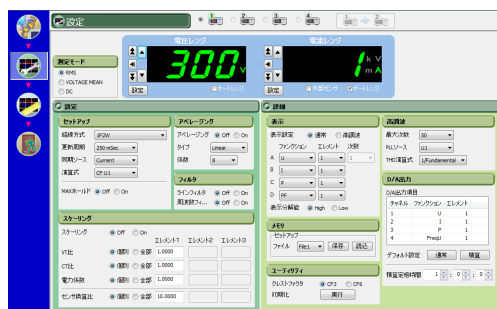 設定
1 2 3 4 1 2
電圧レンジ 電流レンジ
測定モード
RMS
VOLTAGE MEAN
DC
300 V
1 k V
m A
設定 オートレンジ 設定 外部センサ オートレンジ
設定 詳細
セットアップ アベレージング 表示 高調波
結線方式 1P2W アベレージング Off On 表示設定 通常 高調波 最大次数 50
更新周期 250 mSec タイプ Linear ファンクション エレメント 次数 PLLソース U1
同期ソース Current 係数 8 A U 1 1 THD演算式 1/Fundamental
演算式 CP U1 B I 1
MAXホールド Off On フィルタ C P 1 D/A出力
ラインフィルタ Off On D PF 1 D/A出力項目
周波数フィ... Off On 表示分解能 High Low チャネル ファンクション エレメント
1 U 1
2 I 1
3 P 1
4 FreqU 1
スケーリング メモリ
スケーリング Off On セットアップ
エレメント1 エレメント2 エレメント3 ファイル File1 保存 読込 デフォルト設定 通常 積算
VT比 個別 全部 1.0000
CT比 個別 全部 1.0000 ユーティリティ 積算定格時間 1 : 0 : 0
電力係数 個別 全部 1.0000 クレストファクタ CF3 CF6
センサ換算比 個別 全部 10.0000 初期化 実行